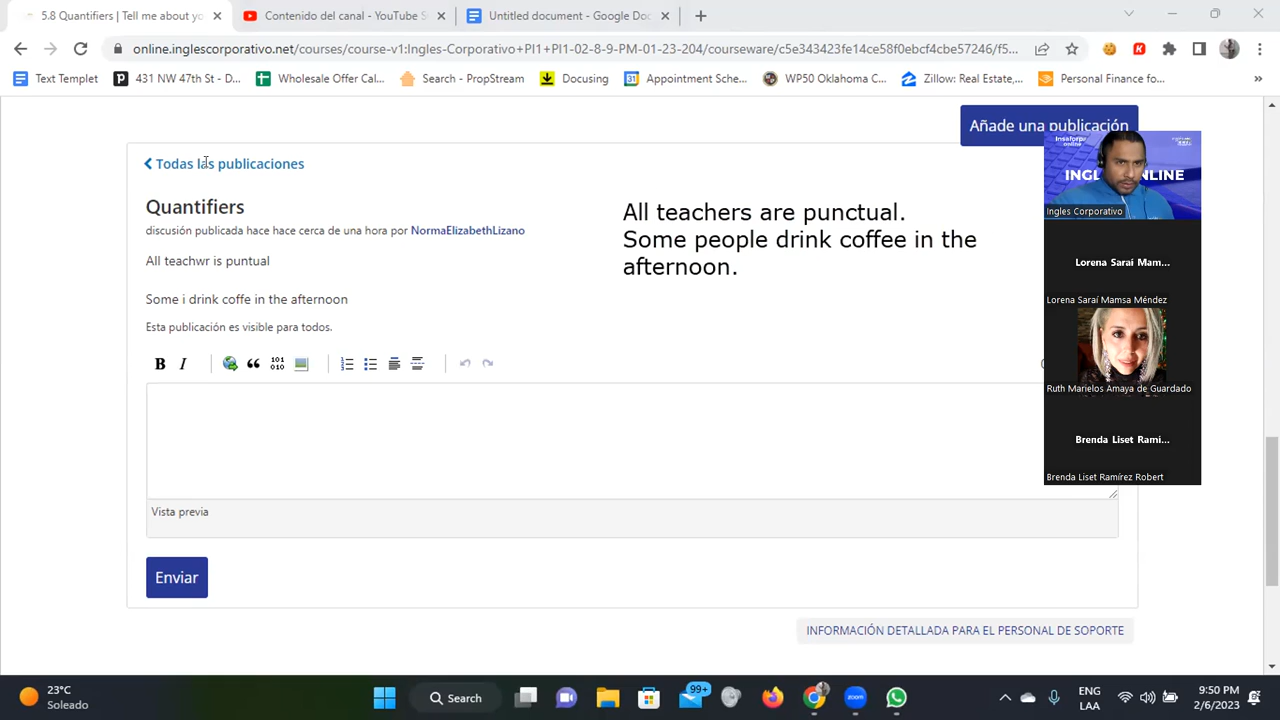 5.8 Quantifiers | Tell me about yo
Contenido del canal - YouTube S
Untitled document - Google Doc
online.inglescorporativo.net/courses/course-v1:Ingles-Corporativo+PI1+PI1-02-8-9-PM-01-23-204/courseware/c5e343423fe14ce58f0ebcf4cbe57246/f5...
Text Templet
431 NW 47th St - D...
Wholesale Offer Cal...
Search - PropStream
Docusing
Appointment Sche...
WP50 Oklahoma C...
Zillow: Real Estate,...
Personal Finance fo...
»
Añade una publicación
Todas las publicaciones
Quantifiers
discusión publicada hace hace cerca de una hora por NormaElizabethLizano
All teachwr is puntual
Some i drink coffe in the afternoon
Esta publicación es visible para todos.
All teachers are punctual.
Some people drink coffee in the
afternoon.
INGL
ONLINE
Ingles Corporativo
Lorena Saraí Mam...
Lorena Saraí Mamsa Méndez
Ruth Marielos Amaya de Guardado
Brenda Liset Rami...
Brenda Liset Ramírez Robert
B I
101
010
Vista previa
Enviar
INFORMACIÓN DETALLADA PARA EL PERSONAL DE SOPORTE
23°C
Soleado
Search
99+
ENG
LAA
9:50 PM
2/6/2023